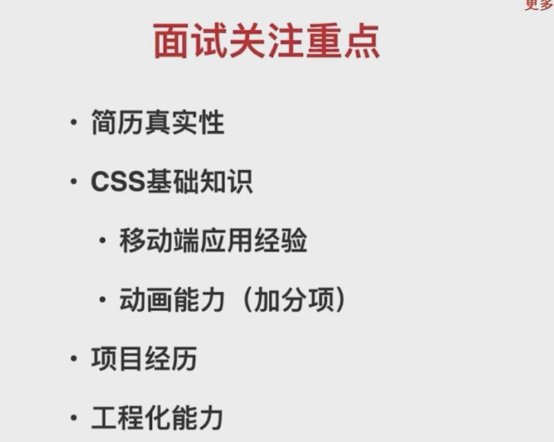 更多
面试关注重点
• 简历真实性
• CSS基础知识
• 移动端应用经验
• 动画能力（加分项）
• 项目经历
• 工程化能力